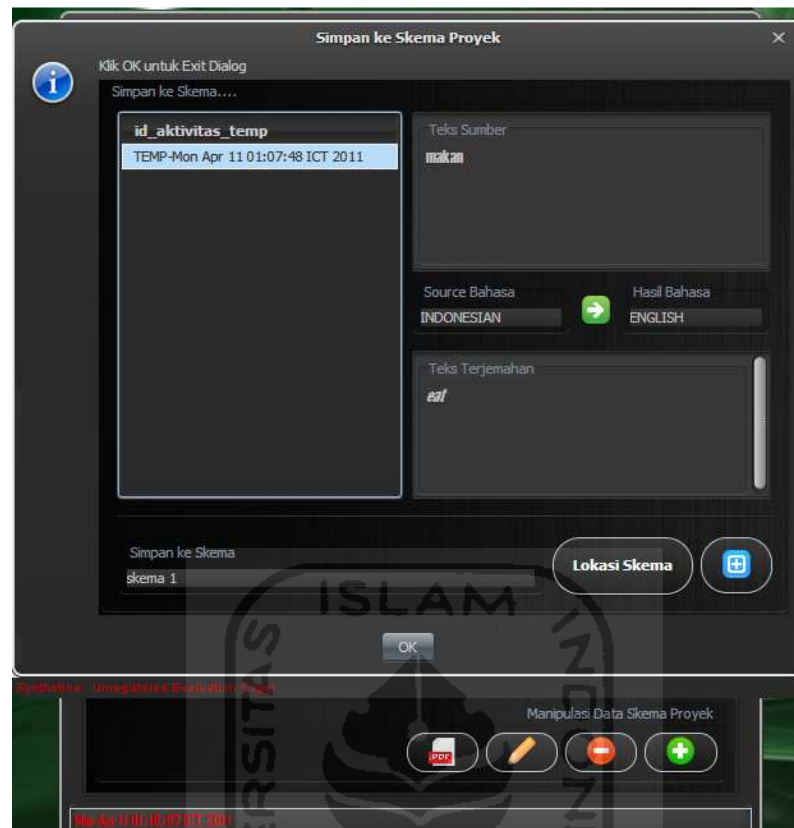 Simpan ke Skema Proyek
Klik OK untuk Exit Dialog
Simpan ke Skema....
id_aktivitas_temp
TEMP-Mon Apr 11 01:07:48 ICT 2011
Teks Sumber
makan
Source Bahasa
Hasil Bahasa
INDONESIAN
ENGLISH
Teks Terjemahan
eat
Simpan ke Skema
skema 1
Lokasi Skema
ISLAM
OK
Synthetica - Unregistered Evaluation Copy!
Manipulasi Data Skema Proyek
PDF